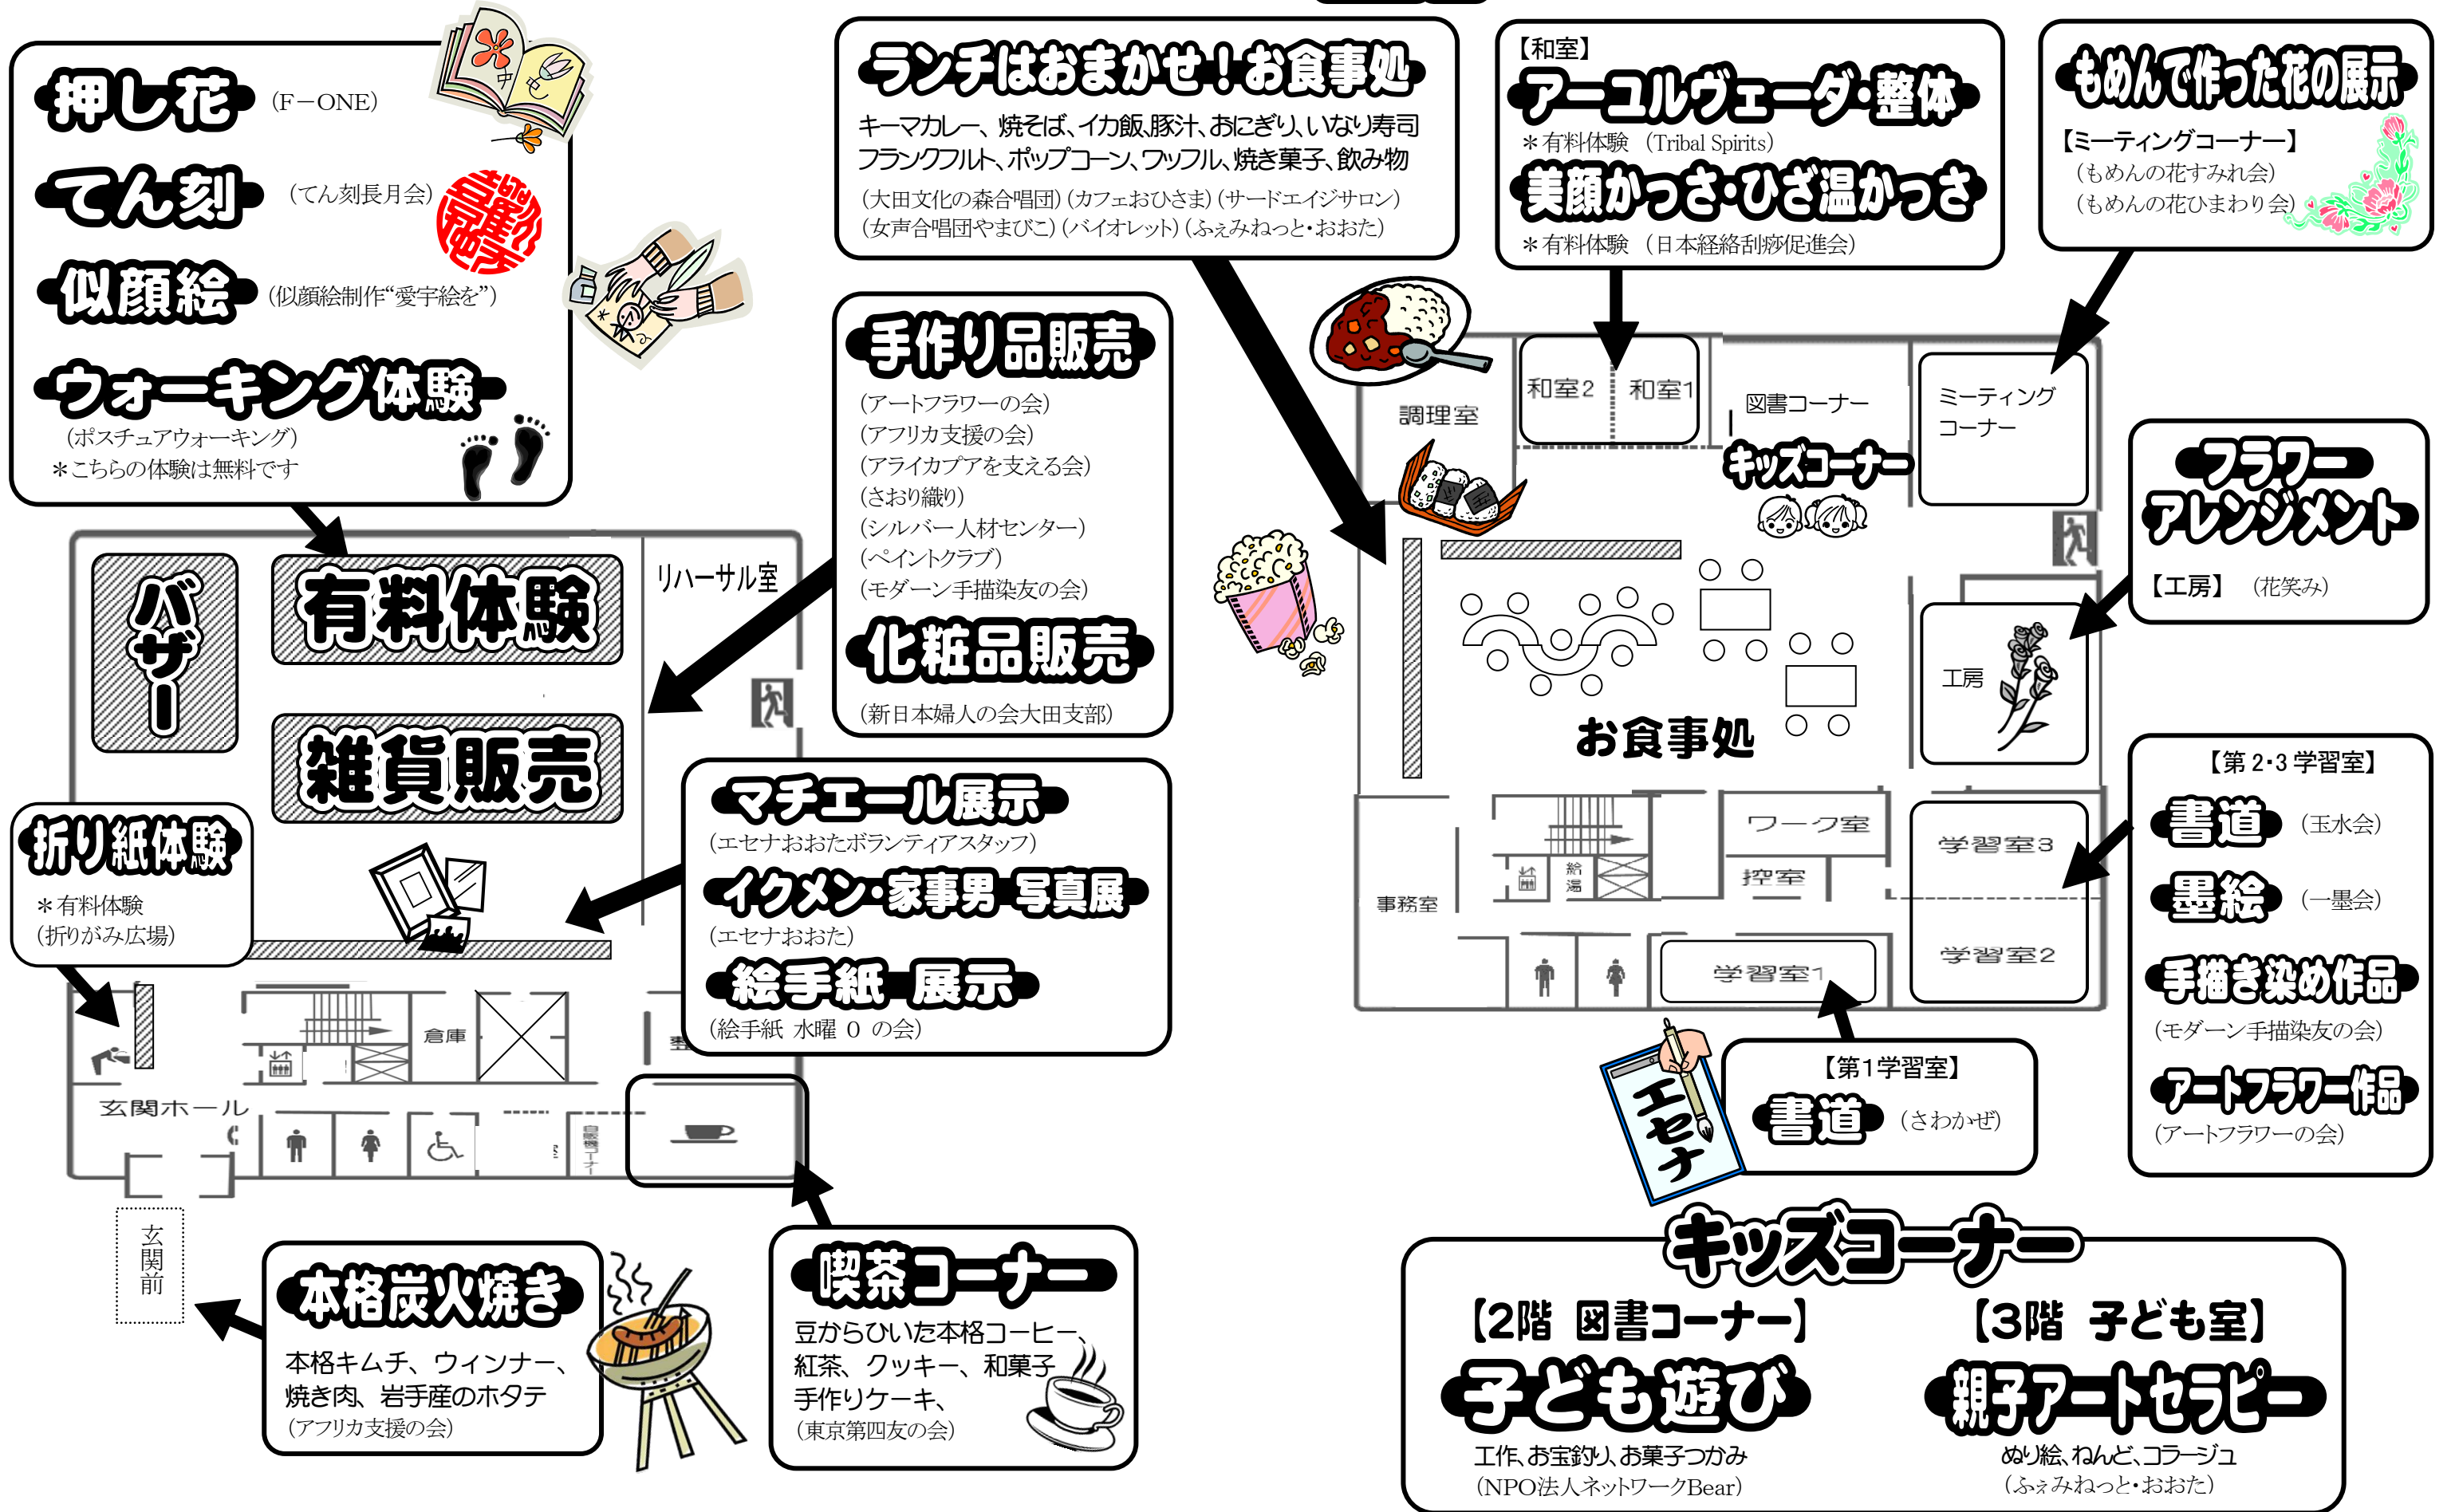 押し花 (F－ONE)
てん刻 (てん刻長月会)
似顔絵 (似顔絵制作“愛宇絵を”)
ウォーキング体験
(ポスチュアウォーキング)
＊こちらの体験は無料です
ランチはおまかせ！お食事処
キーマカレー、焼そば、イカ飯、豚汁、おにぎり、いなり寿司
フランクフルト、ポップコーン、ワッフル、焼き菓子、飲み物
(大田文化の森合唱団)(カフェおひさま)(サードエイジサロン)
(女声合唱団やまびこ)(バイオレット)(ふぇみねっと・おおた)
【和室】
アーユルヴェーダ・整体
＊有料体験 (Tribal Spirits)
美顔かっさ・ひざ温かっさ
＊有料体験 (日本経絡刮痧促進会)
もめんで作った花の展示
【ミーティングコーナー】
(もめんの花すみれ会)
(もめんの花ひまわり会)
手作り品販売
(アートフラワーの会)
(アフリカ支援の会)
(アライカプアを支える会)
(さおり織り)
(シルバー人材センター)
(ペイントクラブ)
(モダーン手描染友の会)
化粧品販売
(新日本婦人の会大田支部)
バザー
有料体験
雑貨販売
リハーサル室
折り紙体験
＊有料体験
(折りがみ広場)
マチエール展示
(エセナおおたボランティアスタッフ)
イクメン・家事男 写真展
(エセナおおた)
絵手紙 展示
(絵手紙 水曜 0 の会)
倉庫
玄関ホール
自販機コーナー
玄関前
本格炭火焼き
本格キムチ、ウィンナー、
焼き肉、岩手産のホタテ
(アフリカ支援の会)
喫茶コーナー
豆からひいた本格コーヒー、
紅茶、クッキー、和菓子
手作りケーキ、
(東京第四友の会)
調理室
和室2
和室1
図書コーナー
キッズコーナー
ミーティング
コーナー
フラワー
アレンジメント
【工房】 (花笑み)
工房
お食事処
事務室
給湯
ワーク室
控室
学習室3
学習室2
学習室1
【第2・3学習室】
書道 (玉水会)
墨絵 (一墨会)
手描き染め作品
(モダーン手描染友の会)
アートフラワー作品
(アートフラワーの会)
エセナ
【第1学習室】
書道 (さわかぜ)
キッズコーナー
【2階 図書コーナー】
子ども遊び
工作、お宝釣り、お菓子つかみ
(NPO法人ネットワークBear)
【3階 子ども室】
親子アートセラピー
ぬり絵、ねんど、コラージュ
(ふぇみねっと・おおた)